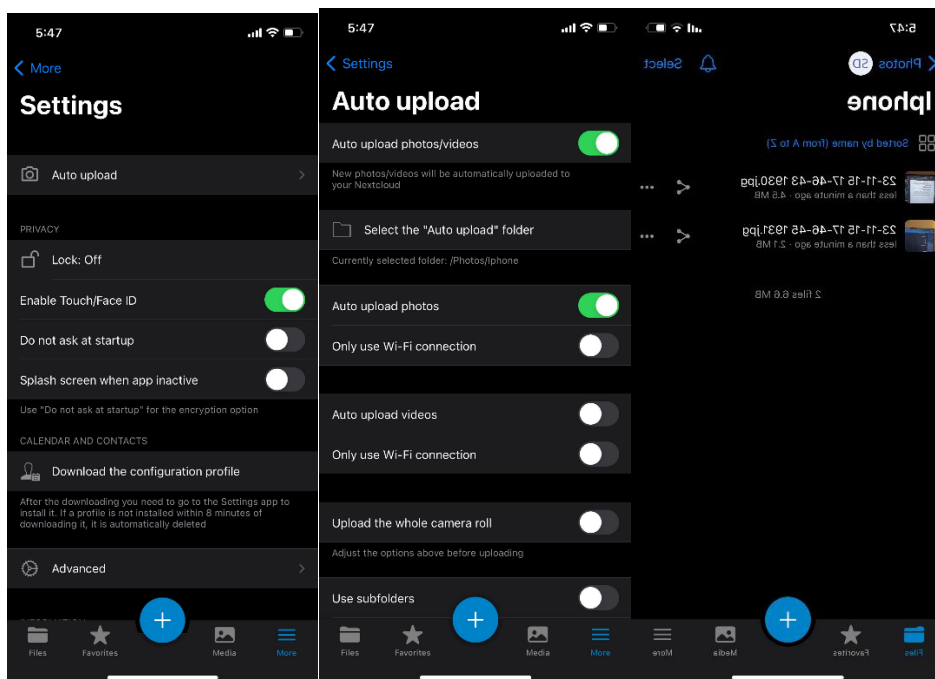 5:47
More
Settings
Auto upload
PRIVACY
Lock: Off
Enable Touch/Face ID
Do not ask at startup
Splash screen when app inactive
Use "Do not ask at startup" for the encryption option
CALENDAR AND CONTACTS
Download the configuration profile
After the downloading you need to go to the Settings app to
install it. If a profile is not installed within 8 minutes of
downloading it, it is automatically deleted
Advanced
Files
Favorites
Media
More
5:47
Settings
Auto upload
Auto upload photos/videos
New photos/videos will be automatically uploaded to
your Nextcloud
Select the "Auto upload" folder
Currently selected folder: /Photos/Iphone
Auto upload photos
Only use Wi-Fi connection
Auto upload videos
Only use Wi-Fi connection
Upload the whole camera roll
Adjust the options above before uploading
Use subfolders
Files
Favorites
Media
More
5:47
Photos SD Select
Iphone
Sorted by name (from A to Z)
23-11-15 17-46-43 1930.jpg
less than a minute ago · 4.5 MB
23-11-15 17-46-45 1931.jpg
less than a minute ago · 2.1 MB
2 files 6.6 MB
Files
Favorites
Media
More